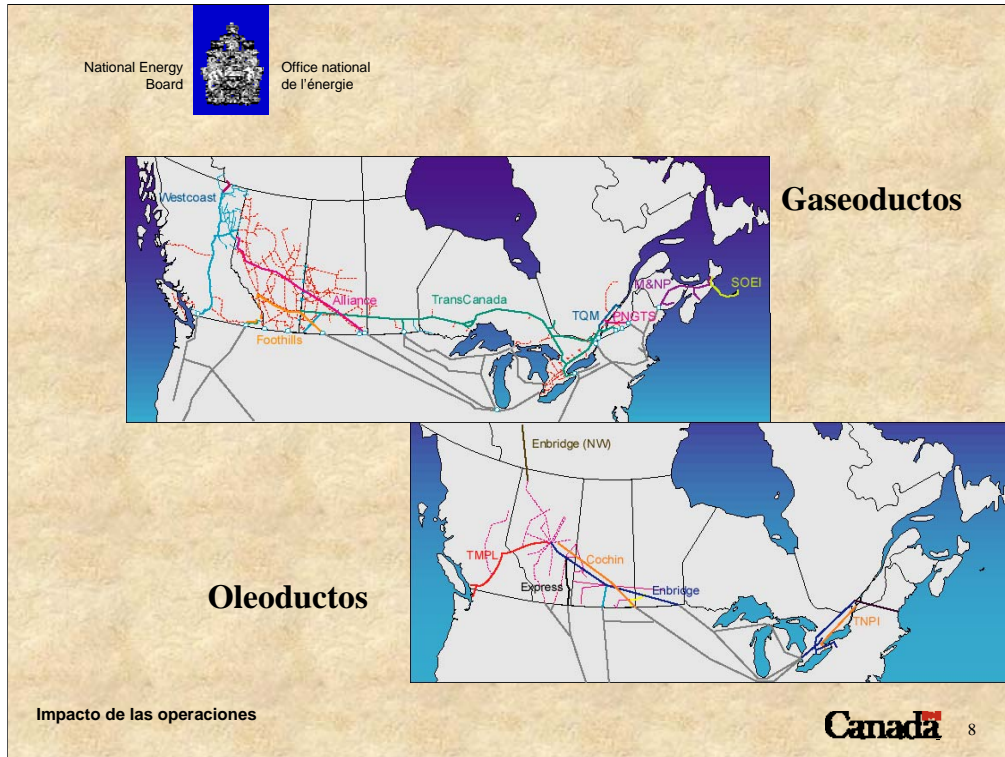 National Energy
Board
Office national
de l'énergie
Gaseoductos
Westcoast
Alliance
TransCanada
Foothills
TQM
PNGTS
M&NP
SOEI
Oleoductos
Enbridge (NW)
TMPL
Cochin
Express
Enbridge
TNPI
Impacto de las operaciones
Canada
8